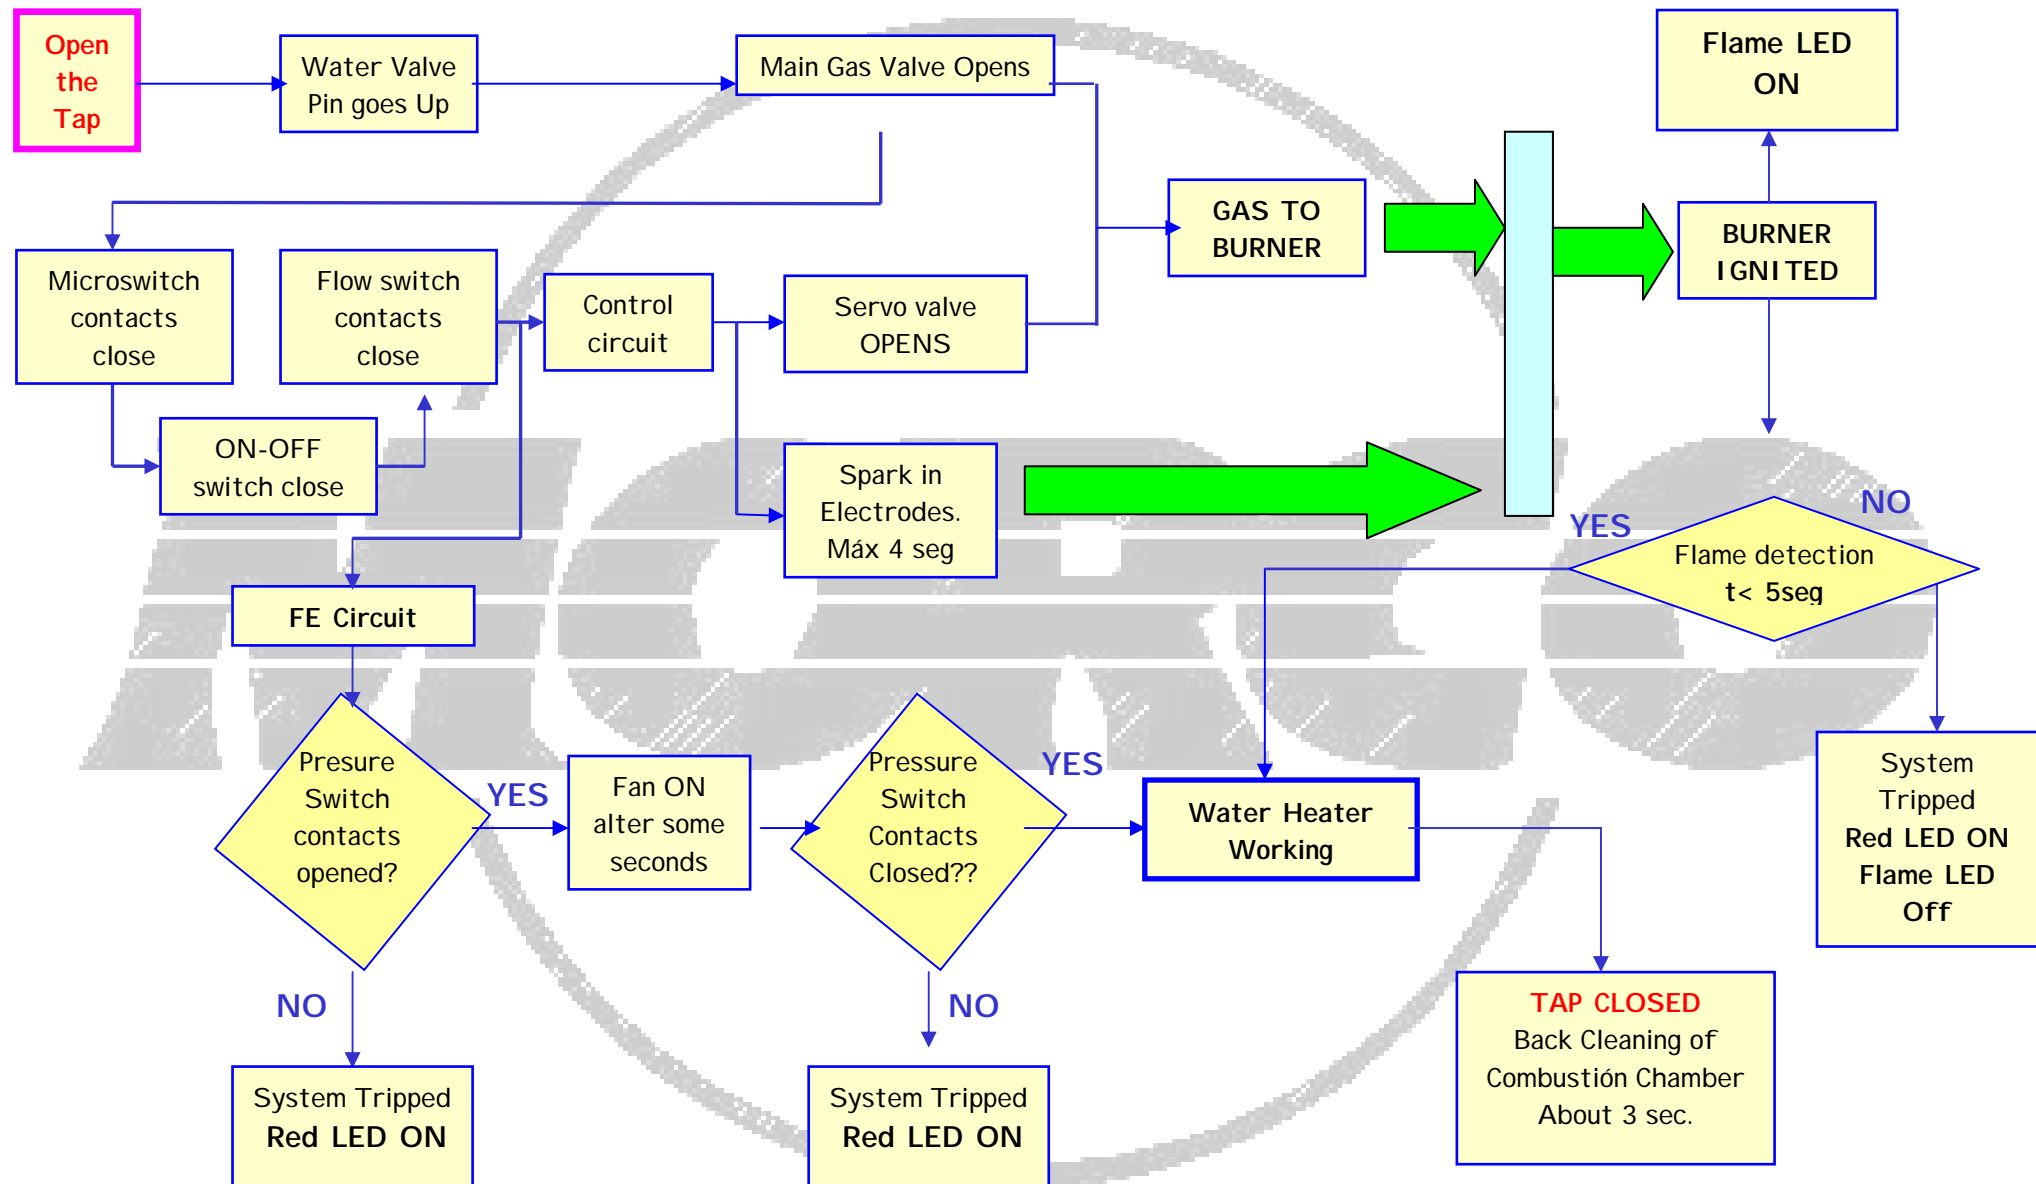 Open
the
Tap
Water Valve
Pin goes Up
Main Gas Valve Opens
Flame LED
ON
GAS TO
BURNER
BURNER
IGNITED
Microswitch
contacts
close
Flow switch
contacts
close
Control
circuit
Servo valve
OPENS
ON-OFF
switch close
Spark in
Electrodes.
Máx 4 seg
YES
NO
Flame detection
t< 5seg
FE Circuit
Presure
Switch
contacts
opened?
YES
Fan ON
alter some
seconds
Pressure
Switch
Contacts
Closed??
YES
Water Heater
Working
System
Tripped
Red LED ON
Flame LED
Off
NO
NO
TAP CLOSED
Back Cleaning of
Combustión Chamber
About 3 sec.
System Tripped
Red LED ON
System Tripped
Red LED ON